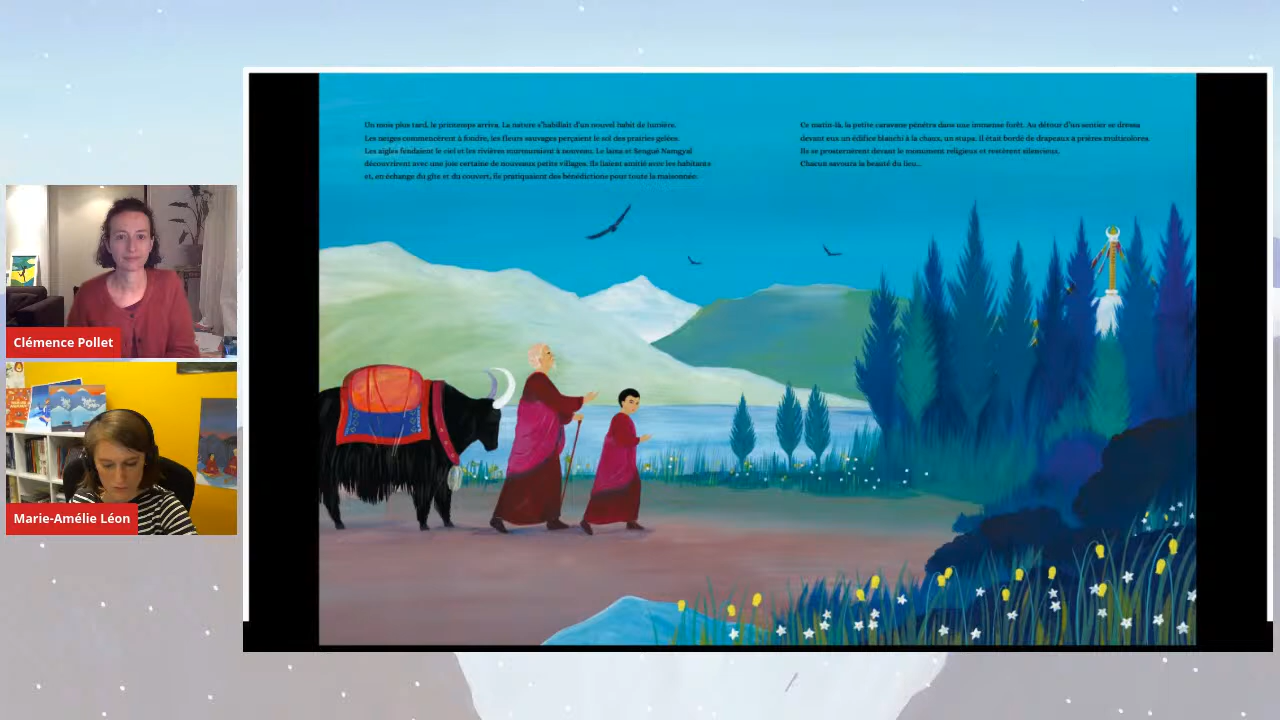 Un mois plus tard, le printemps arriva. La nature s'habillait d'un nouvel habit de lumière.
Les neiges commencèrent à fondre, les fleurs sauvages perçaient le sol des prairies gelées.
Les aigles fendaient le ciel et les rivières murmuraient à nouveau. Le lama et Sengué Namgyal
découvrirent avec une joie certaine de nouveaux petits villages. Ils liaient amitié avec les habitants
et, en échange du gîte et du couvert, ils pratiquaient des bénédictions pour toute la maisonnée.
Ce matin-là, la petite caravane pénétra dans une immense forêt. Au détour d'un sentier se dressa
devant eux un édifice blanchi à la chaux, un stupa. Il était bordé de drapeaux à prières multicolores.
Ils se prosternèrent devant le monument religieux et restèrent silencieux.
Chacun savoura la beauté du lieu...
Clémence Pollet
Marie-Amélie Léon